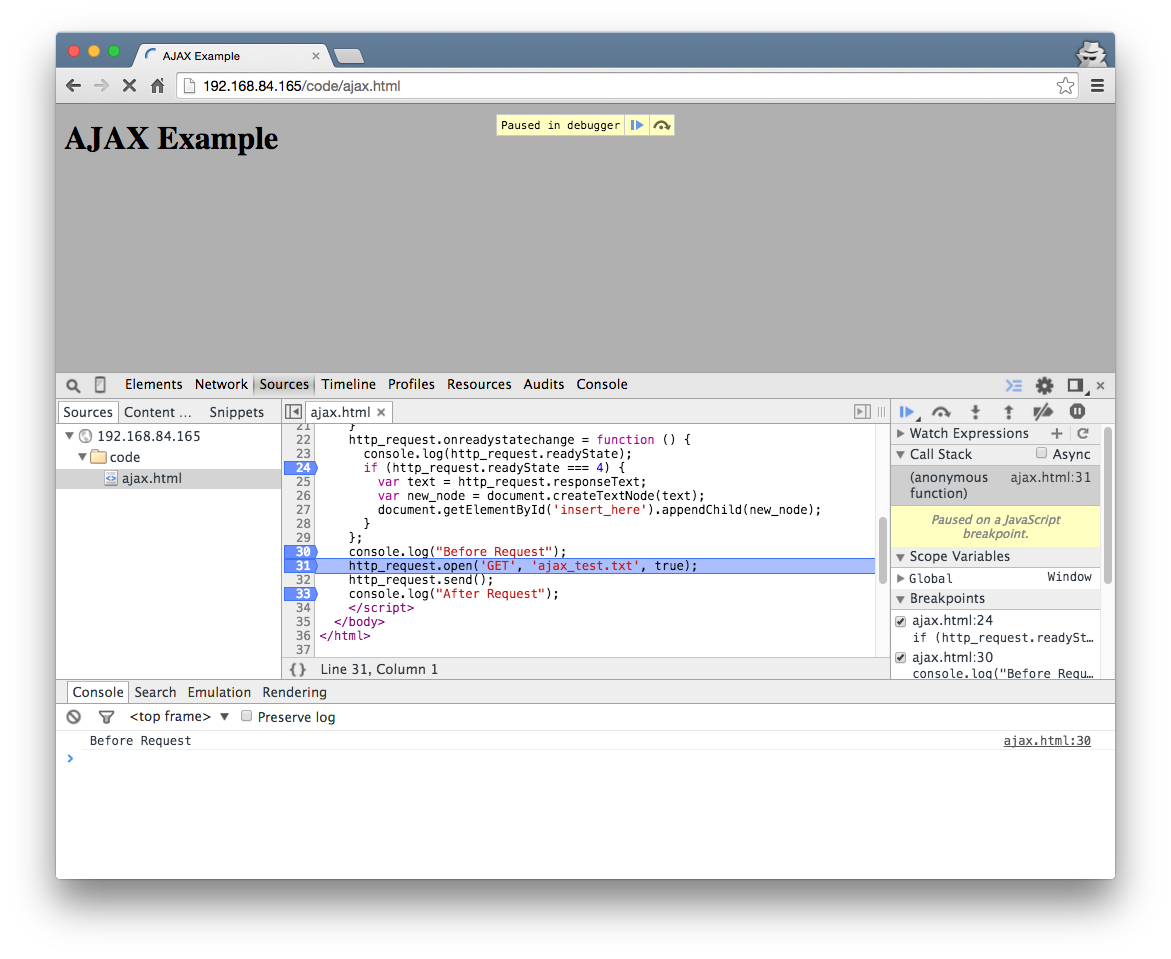 AJAX Example
192.168.84.165/code/ajax.html
AJAX Example
Paused in debugger
Elements Network Sources Timeline Profiles Resources Audits Console
Sources Content ... Snippets
ajax.html
192.168.84.165
code
ajax.html
21 }
22 http_request.onreadystatechange = function () {
23 console.log(http_request.readyState);
24 if (http_request.readyState === 4) {
25 var text = http_request.responseText;
26 var new_node = document.createTextNode(text);
27 document.getElementById('insert_here').appendChild(new_node);
28 }
29 };
30 console.log("Before Request");
31 http_request.open('GET', 'ajax_test.txt', true);
32 http_request.send();
33 console.log("After Request");
34 </script>
35 </body>
36 </html>
37
{} Line 31, Column 1
Watch Expressions
Call Stack Async
(anonymous function) ajax.html:31
Paused on a JavaScript
breakpoint.
Scope Variables
Global Window
Breakpoints
ajax.html:24
if (http_request.readySt…
ajax.html:30
console.log("Before Requ…
Console Search Emulation Rendering
<top frame> Preserve log
Before Request ajax.html:30